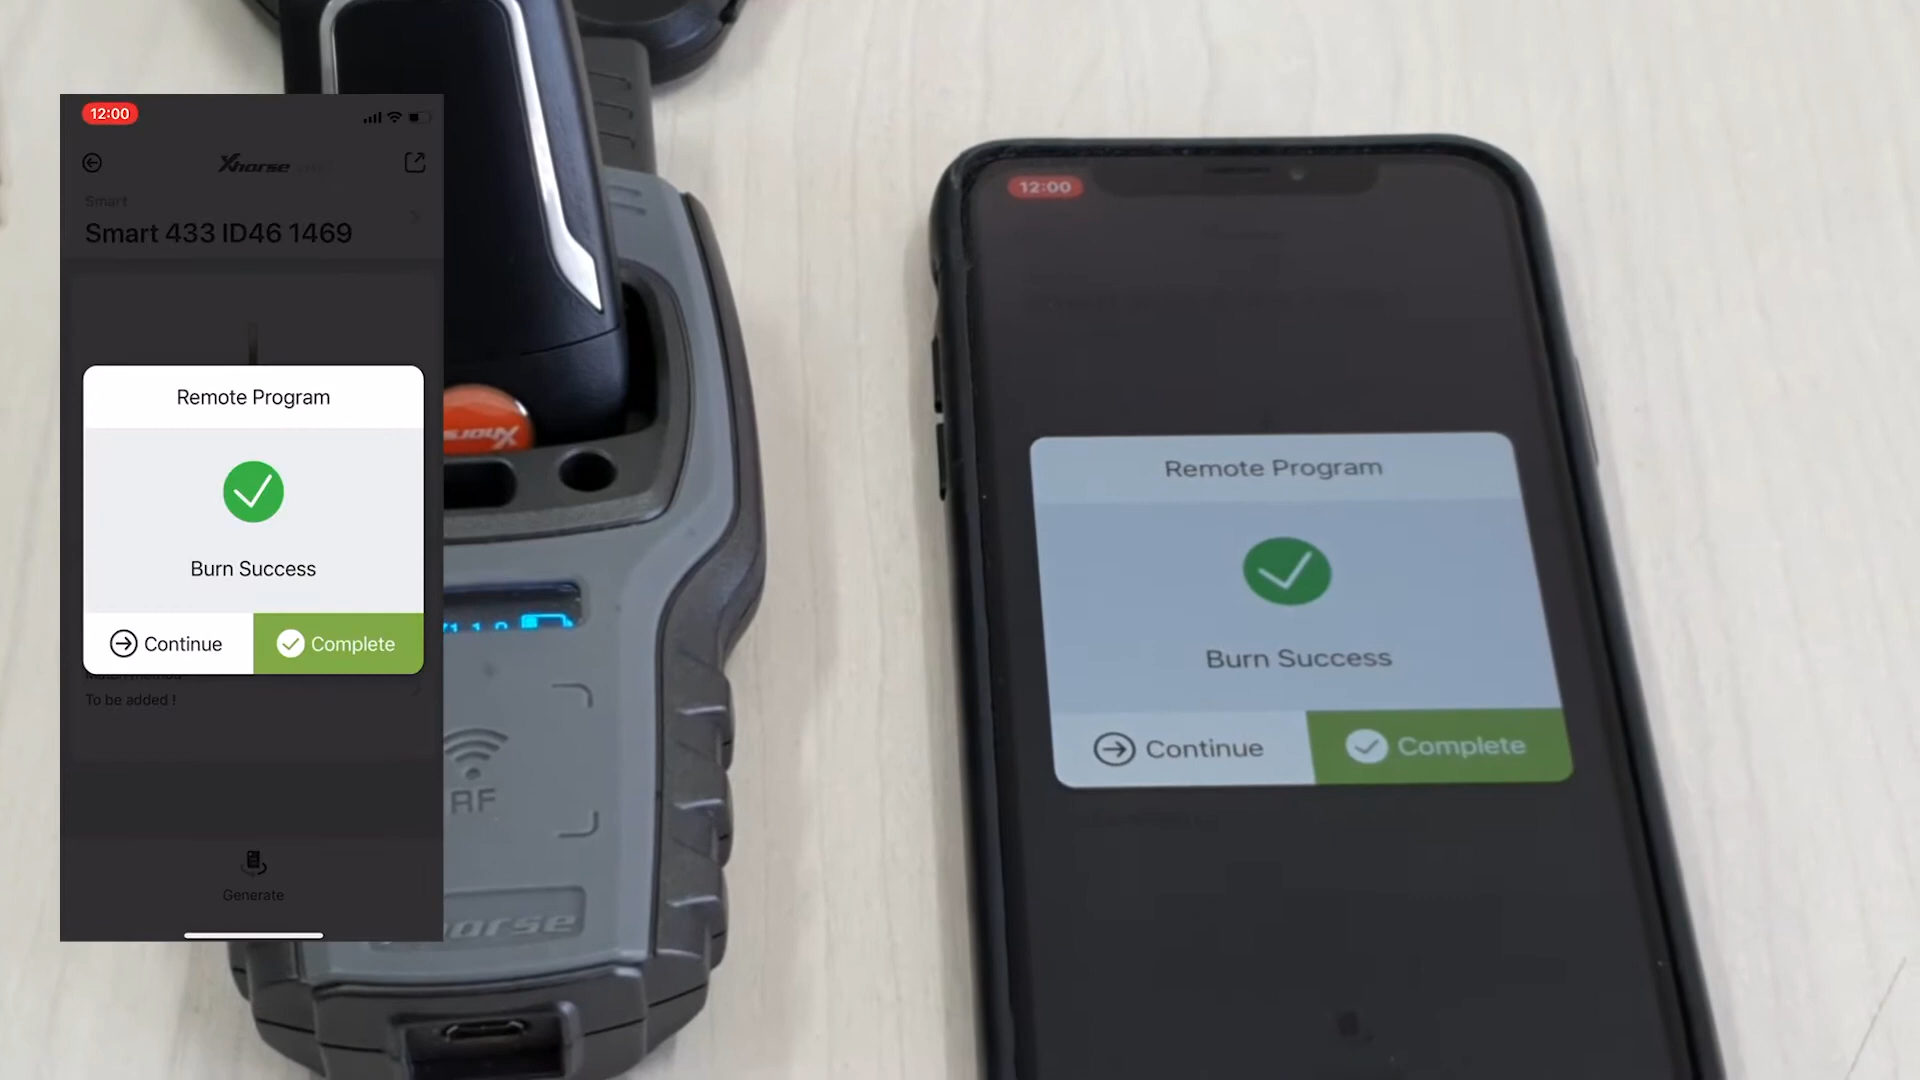 12:00
Xhorse
Smart
Smart 433 ID46 1469
Remote Program
Burn Success
Continue
Complete
To be added !
Generate
Xhorse
RF
12:00
Remote Program
Burn Success
Continue
Complete